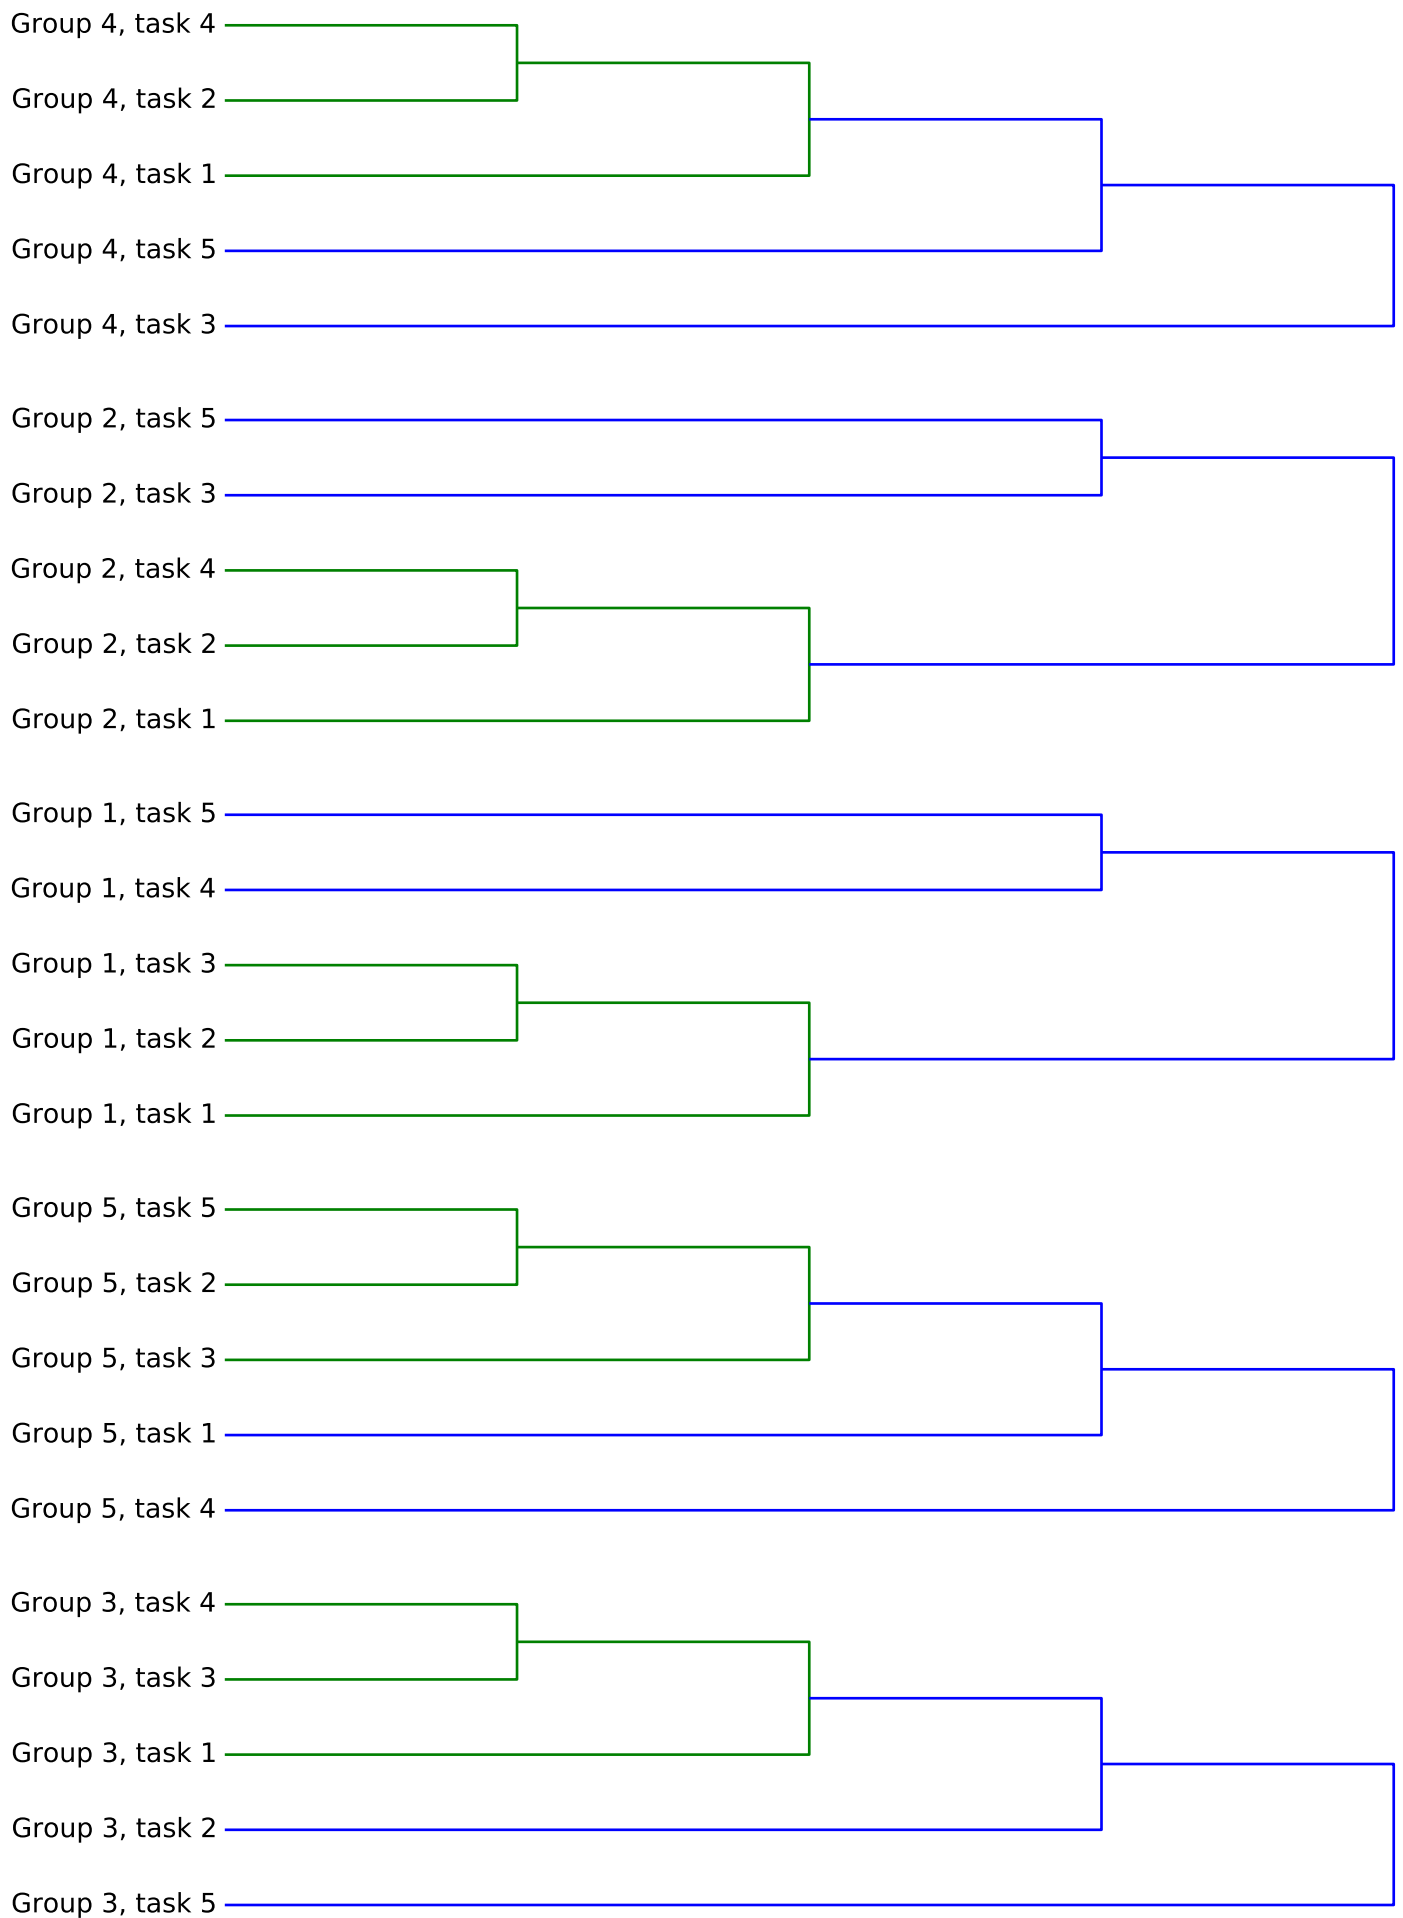 Group 4, task 4
Group 4, task 2
Group 4, task 1
Group 4, task 5
Group 4, task 3
Group 2, task 5
Group 2, task 3
Group 2, task 4
Group 2, task 2
Group 2, task 1
Group 1, task 5
Group 1, task 4
Group 1, task 3
Group 1, task 2
Group 1, task 1
Group 5, task 5
Group 5, task 2
Group 5, task 3
Group 5, task 1
Group 5, task 4
Group 3, task 4
Group 3, task 3
Group 3, task 1
Group 3, task 2
Group 3, task 5